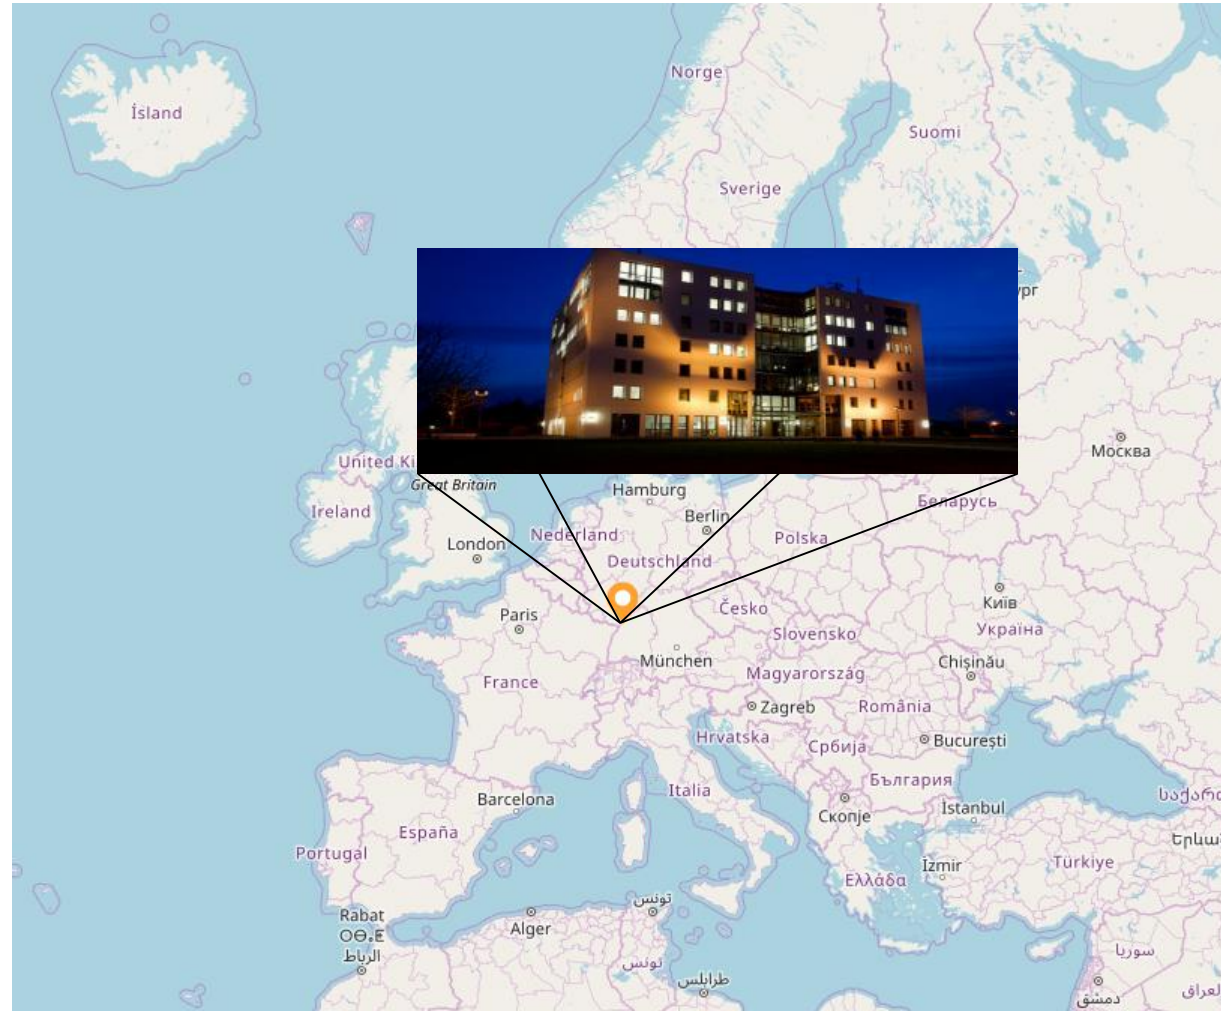 Norge
Ísland
Suomi
Sverige
ург
Москва
United Ki
Great Britain
Hamburg
Беларусь
Ireland
Berlin
Nederland
Polska
London
Deutschland
Київ
Česko
Paris
Україна
Slovensko
München
Chișinău
Magyarország
France
România
Zagreb
Hrvatska
Србија
București
България
Italia
Barcelona
Скопје
İstanbul
España
Portugal
İzmir
Türkiye
Ελλάδα
تونس
Rabat
ⵔⴱⴰⵟ
الرباط
Alger
تونس
سوريا
طرابلس
دمشق
العراق